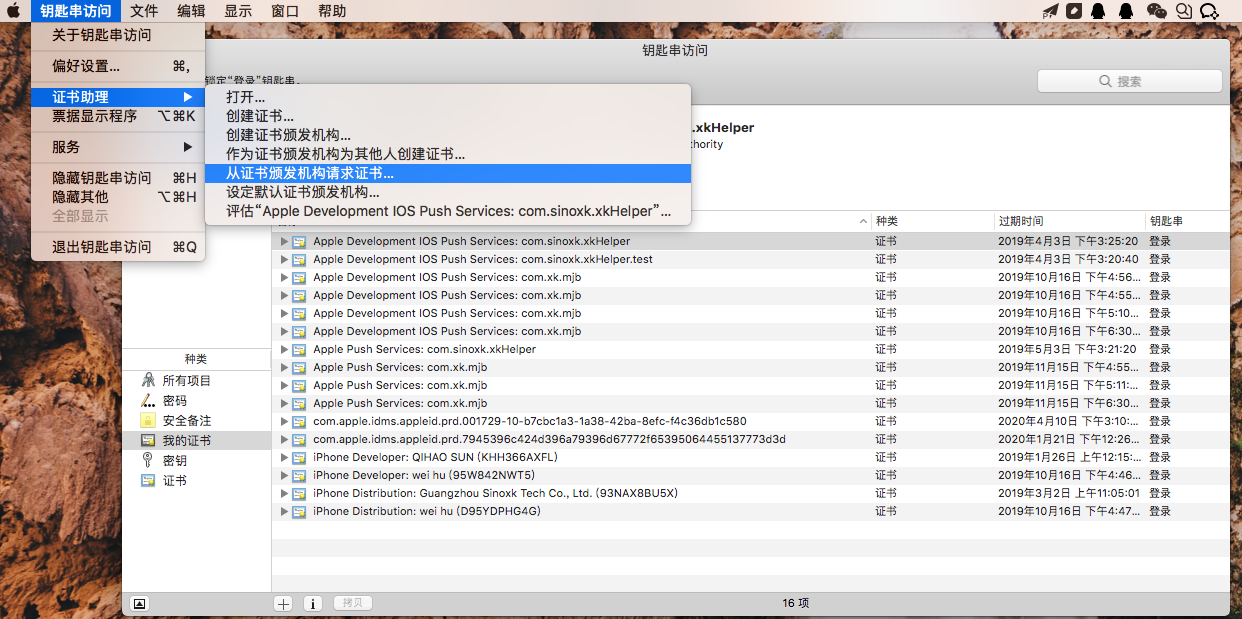 钥匙串访问 文件 编辑 显示 窗口 帮助
关于钥匙串访问
偏好设置... ⌘,
证书助理 ▶
票据显示程序 ⌥⌘K
服务 ▶
隐藏钥匙串访问 ⌘H
隐藏其他 ⌥⌘H
全部显示
退出钥匙串访问 ⌘Q
打开...
创建证书...
创建证书颁发机构...
作为证书颁发机构为其他人创建证书...
从证书颁发机构请求证书...
设定默认证书颁发机构...
评估“Apple Development IOS Push Services: com.sinoxk.xkHelper”...
钥匙串访问
锁定“登录”钥匙串。
搜索
.xkHelper
thority
种类 过期时间 钥匙串
Apple Development IOS Push Services: com.sinoxk.xkHelper 证书 2019年4月3日 下午3:25:20 登录
Apple Development IOS Push Services: com.sinoxk.xkHelper.test 证书 2019年4月3日 下午3:20:40 登录
Apple Development IOS Push Services: com.xk.mjb 证书 2019年10月16日 下午4:56... 登录
Apple Development IOS Push Services: com.xk.mjb 证书 2019年10月16日 下午4:55... 登录
Apple Development IOS Push Services: com.xk.mjb 证书 2019年10月16日 下午5:10... 登录
Apple Development IOS Push Services: com.xk.mjb 证书 2019年10月16日 下午6:30... 登录
Apple Push Services: com.sinoxk.xkHelper 证书 2019年5月3日 下午3:21:20 登录
Apple Push Services: com.xk.mjb 证书 2019年11月15日 下午4:55... 登录
Apple Push Services: com.xk.mjb 证书 2019年11月15日 下午5:11:... 登录
Apple Push Services: com.xk.mjb 证书 2019年11月15日 下午6:30... 登录
com.apple.idms.appleid.prd.001729-10-b7cbc1a3-1a38-42ba-8efc-f4c36db1c580 证书 2020年4月10日 下午3:10:... 登录
com.apple.idms.appleid.prd.7945396c424d396a79396d67772f65395064455137773d3d 证书 2020年1月21日 下午12:26... 登录
iPhone Developer: QIHAO SUN (KHH366AXFL) 证书 2019年1月26日 上午12:15:... 登录
iPhone Developer: wei hu (95W842NWT5) 证书 2019年10月16日 下午4:46... 登录
iPhone Distribution: Guangzhou Sinoxk Tech Co., Ltd. (93NAX8BU5X) 证书 2019年3月2日 上午11:05:01 登录
iPhone Distribution: wei hu (D95YDPHG4G) 证书 2019年10月16日 下午4:47... 登录
种类
所有项目
密码
安全备注
我的证书
密钥
证书
拷贝
16 项